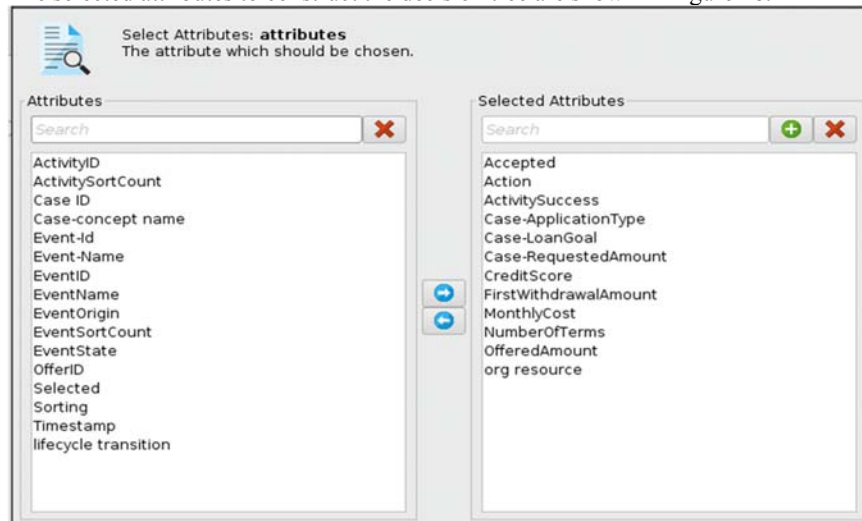 Select Attributes: attributes
The attribute which should be chosen.
Attributes
Selected Attributes
Search
Search
ActivityID
ActivitySortCount
Case ID
Case-concept name
Event-Id
Event-Name
EventID
EventName
EventOrigin
EventSortCount
EventState
OfferID
Selected
Sorting
Timestamp
lifecycle transition
Accepted
Action
ActivitySuccess
Case-ApplicationType
Case-LoanGoal
Case-RequestedAmount
CreditScore
FirstWithdrawalAmount
MonthlyCost
NumberOfTerms
OfferedAmount
org resource